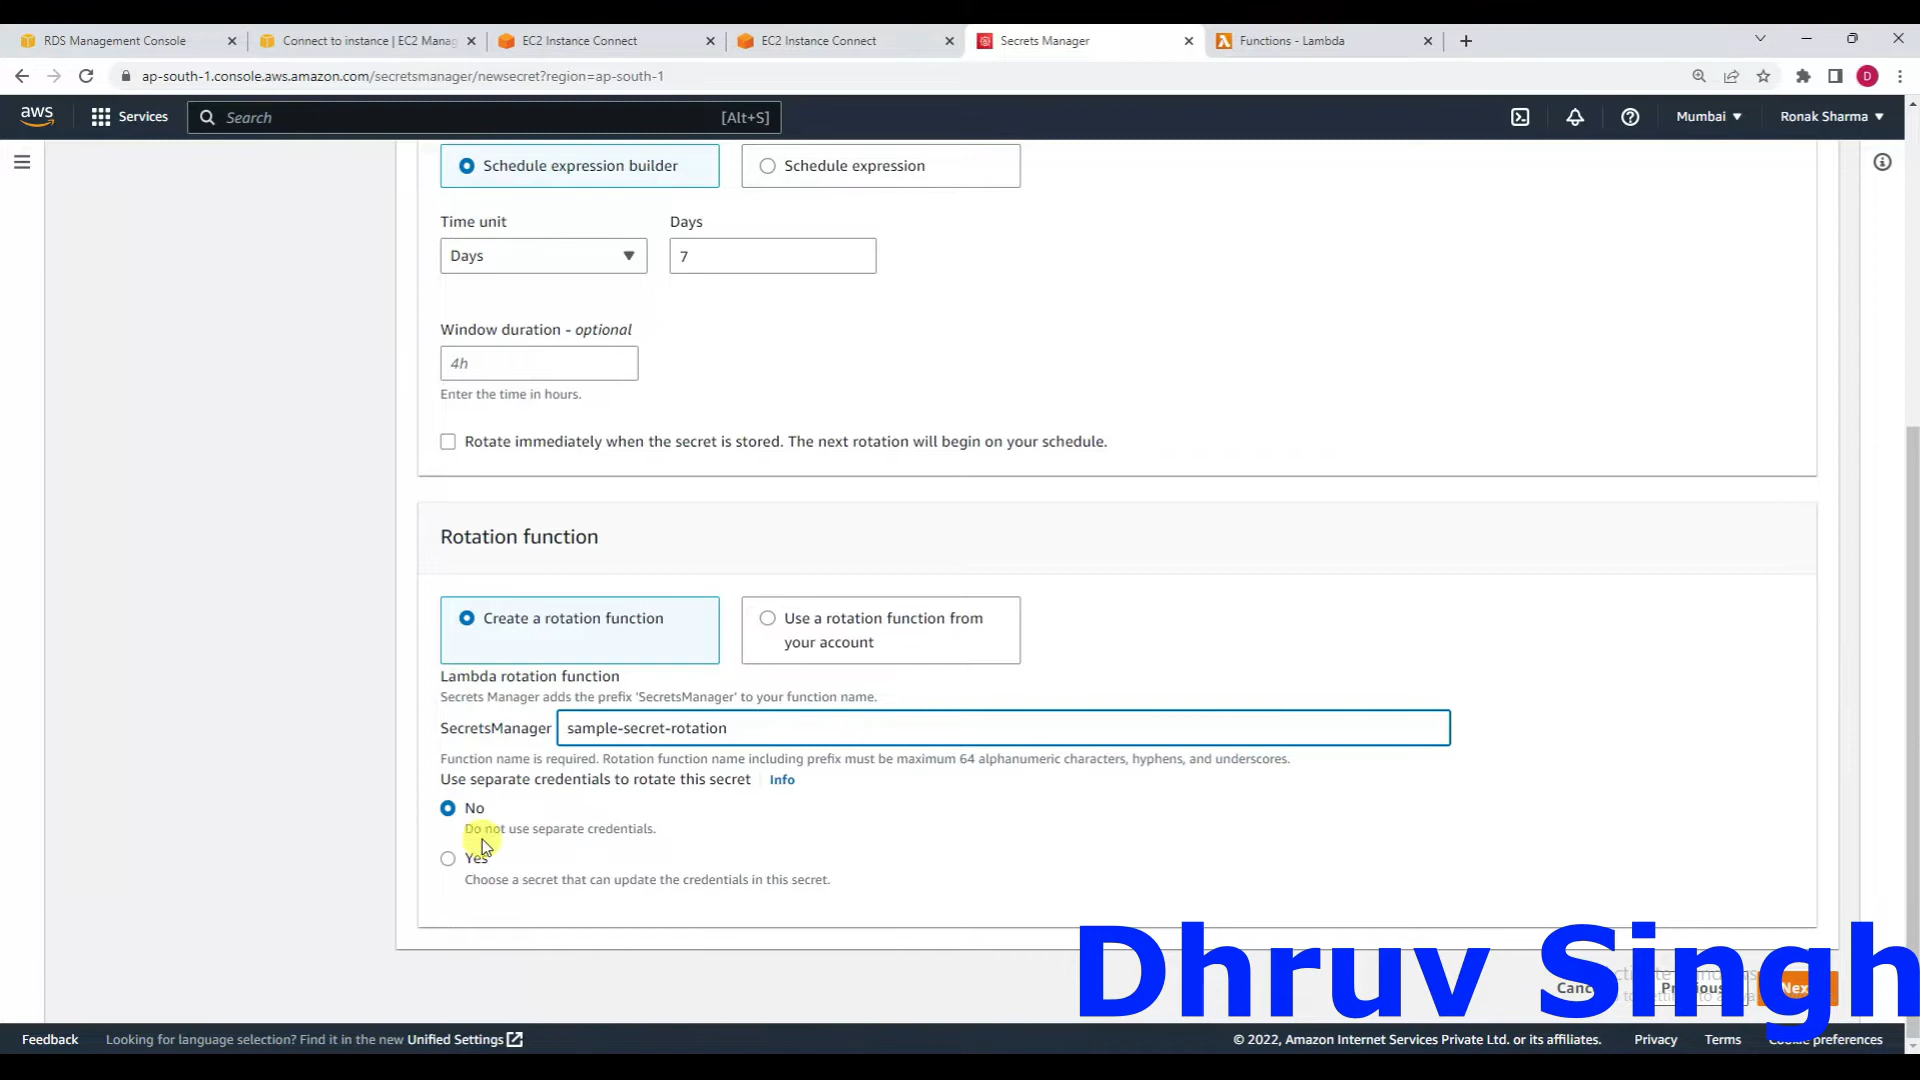 RDS Management Console
Connect to instance | EC2 Manag
EC2 Instance Connect
EC2 Instance Connect
Secrets Manager
Functions - Lambda
ap-south-1.console.aws.amazon.com/secretsmanager/newsecret?region=ap-south-1
D
aws
Services
Search
[Alt+S]
Mumbai
Ronak Sharma
Schedule expression builder
Schedule expression
Time unit
Days
Days
7
Window duration - optional
4h
Enter the time in hours.
Rotate immediately when the secret is stored. The next rotation will begin on your schedule.
Rotation function
Create a rotation function
Use a rotation function from
your account
Lambda rotation function
Secrets Manager adds the prefix 'SecretsManager' to your function name.
SecretsManager
sample-secret-rotation
Function name is required. Rotation function name including prefix must be maximum 64 alphanumeric characters, hyphens, and underscores.
Use separate credentials to rotate this secret
Info
No
Do not use separate credentials.
Yes
Choose a secret that can update the credentials in this secret.
Dhruv Singh
Feedback
Looking for language selection? Find it in the new Unified Settings
© 2022, Amazon Internet Services Private Ltd. or its affiliates.
Privacy
Terms
Cookie preferences